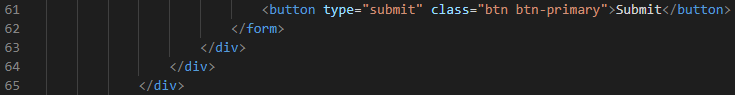 61 <button type="submit" class="btn btn-primary">Submit</button>
62 </form>
63 </div>
64 </div>
65 </div>